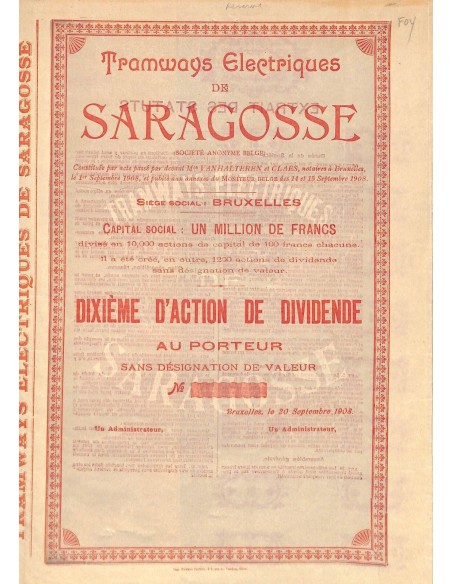 FOY
TRAMWAYS ELECTRIQUES DE SARAGOSSE
Tramways Electriques
DE
SARAGOSSE
(SOCIÉTÉ ANONYME BELGE)
Constituée par acte passé par devant Mes VANHALTEREN et CLAES, notaires à Bruxelles,
le 1er Septembre 1908, et publié aux annexes du MONITEUR BELGE des 14 et 15 Septembre 1908.
SIÈGE SOCIAL : BRUXELLES
CAPITAL SOCIAL : UN MILLION DE FRANCS
divisé en 10,000 actions de capital de 100 francs chacune.
Il a été créé, en outre, 1200 actions de dividende
sans désignation de valeur.
DIXIÈME D'ACTION DE DIVIDENDE
AU PORTEUR
SANS DÉSIGNATION DE VALEUR
No
Bruxelles, le 20 Septembre 1908.
Un Administrateur, Un Administrateur,